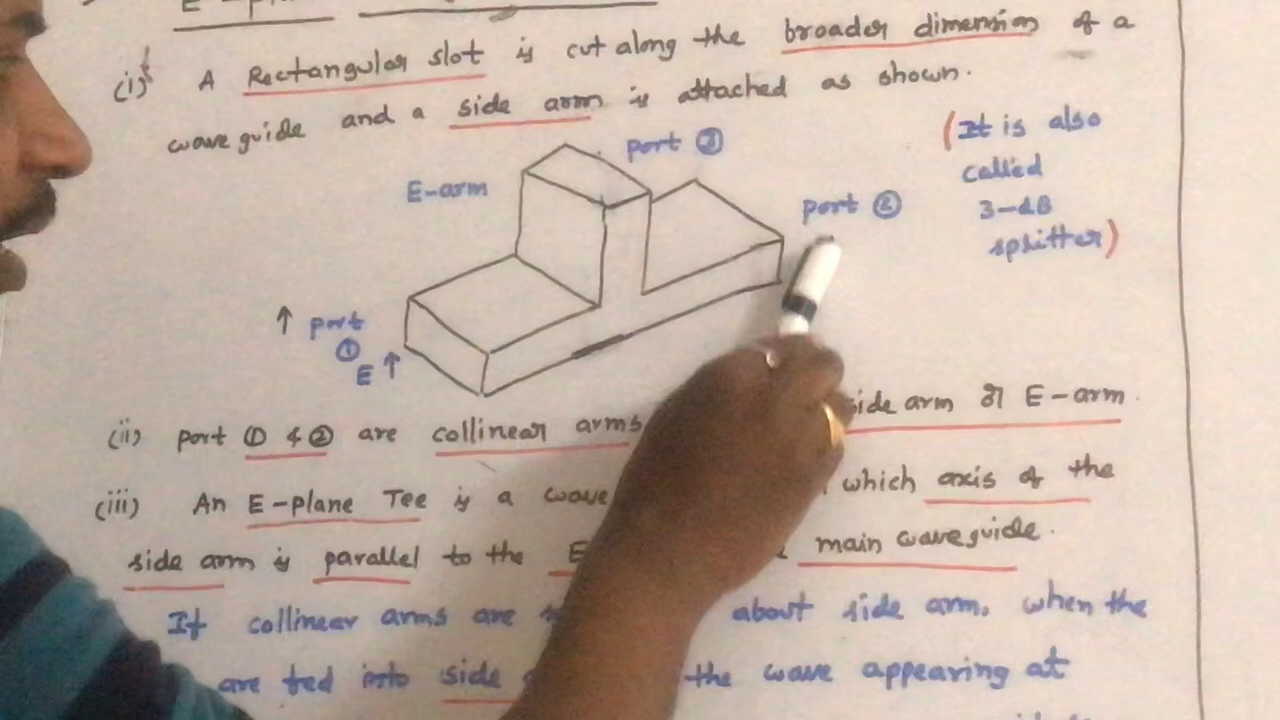 E-plane
(i) A Rectangular slot is cut along the broader dimension of a
waveguide and a side arm is attached as shown.
port ③
E-arm
port ②
(It is also
called
3-dB
splitter)
↑ port
①
E ↑
(ii) port ① & ② are collinear arms side arm or E-arm.
(iii) An E-plane Tee is a wave which axis of the
side arm is parallel to the E main waveguide.
If collinear arms are about side arm. when the
are fed into side the wave appearing at